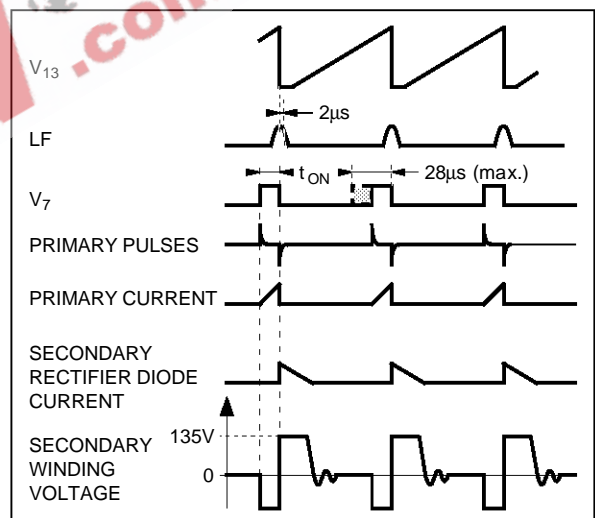 .com
V13
2µs
LF
tON
28µs (max.)
V7
PRIMARY PULSES
PRIMARY CURRENT
SECONDARY
RECTIFIER DIODE
CURRENT
135V
SECONDARY
WINDING
VOLTAGE
0